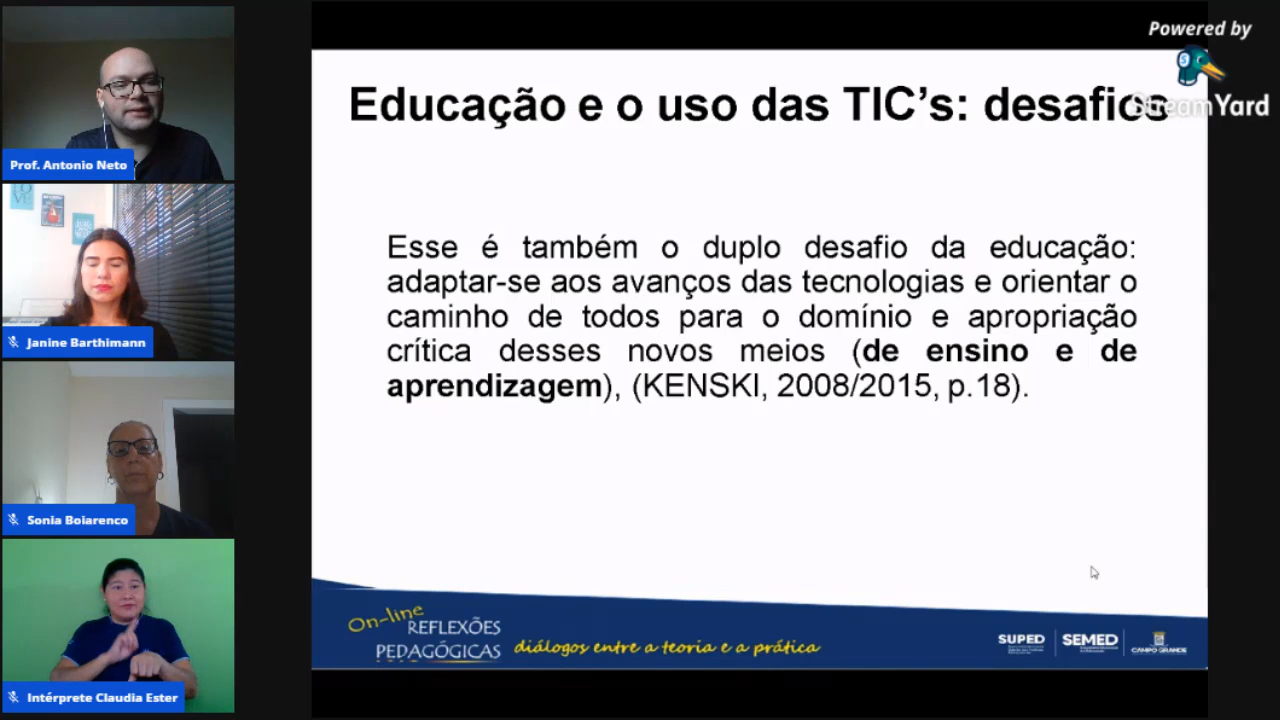 Powered by
StreamYard
Educação e o uso das TIC's: desafios
Esse é também o duplo desafio da educação:
adaptar-se aos avanços das tecnologias e orientar o
caminho de todos para o domínio e apropriação
crítica desses novos meios (de ensino e de
aprendizagem), (KENSKI, 2008/2015, p.18).
Prof. Antonio Neto
Janine Barthimann
Sonia Boiarenco
Intérprete Claudia Ester
On-line
REFLEXÕES
PEDAGÓGICAS
diálogos entre a teoria e a prática
SUPED
SEMED
CAMPO GRANDE